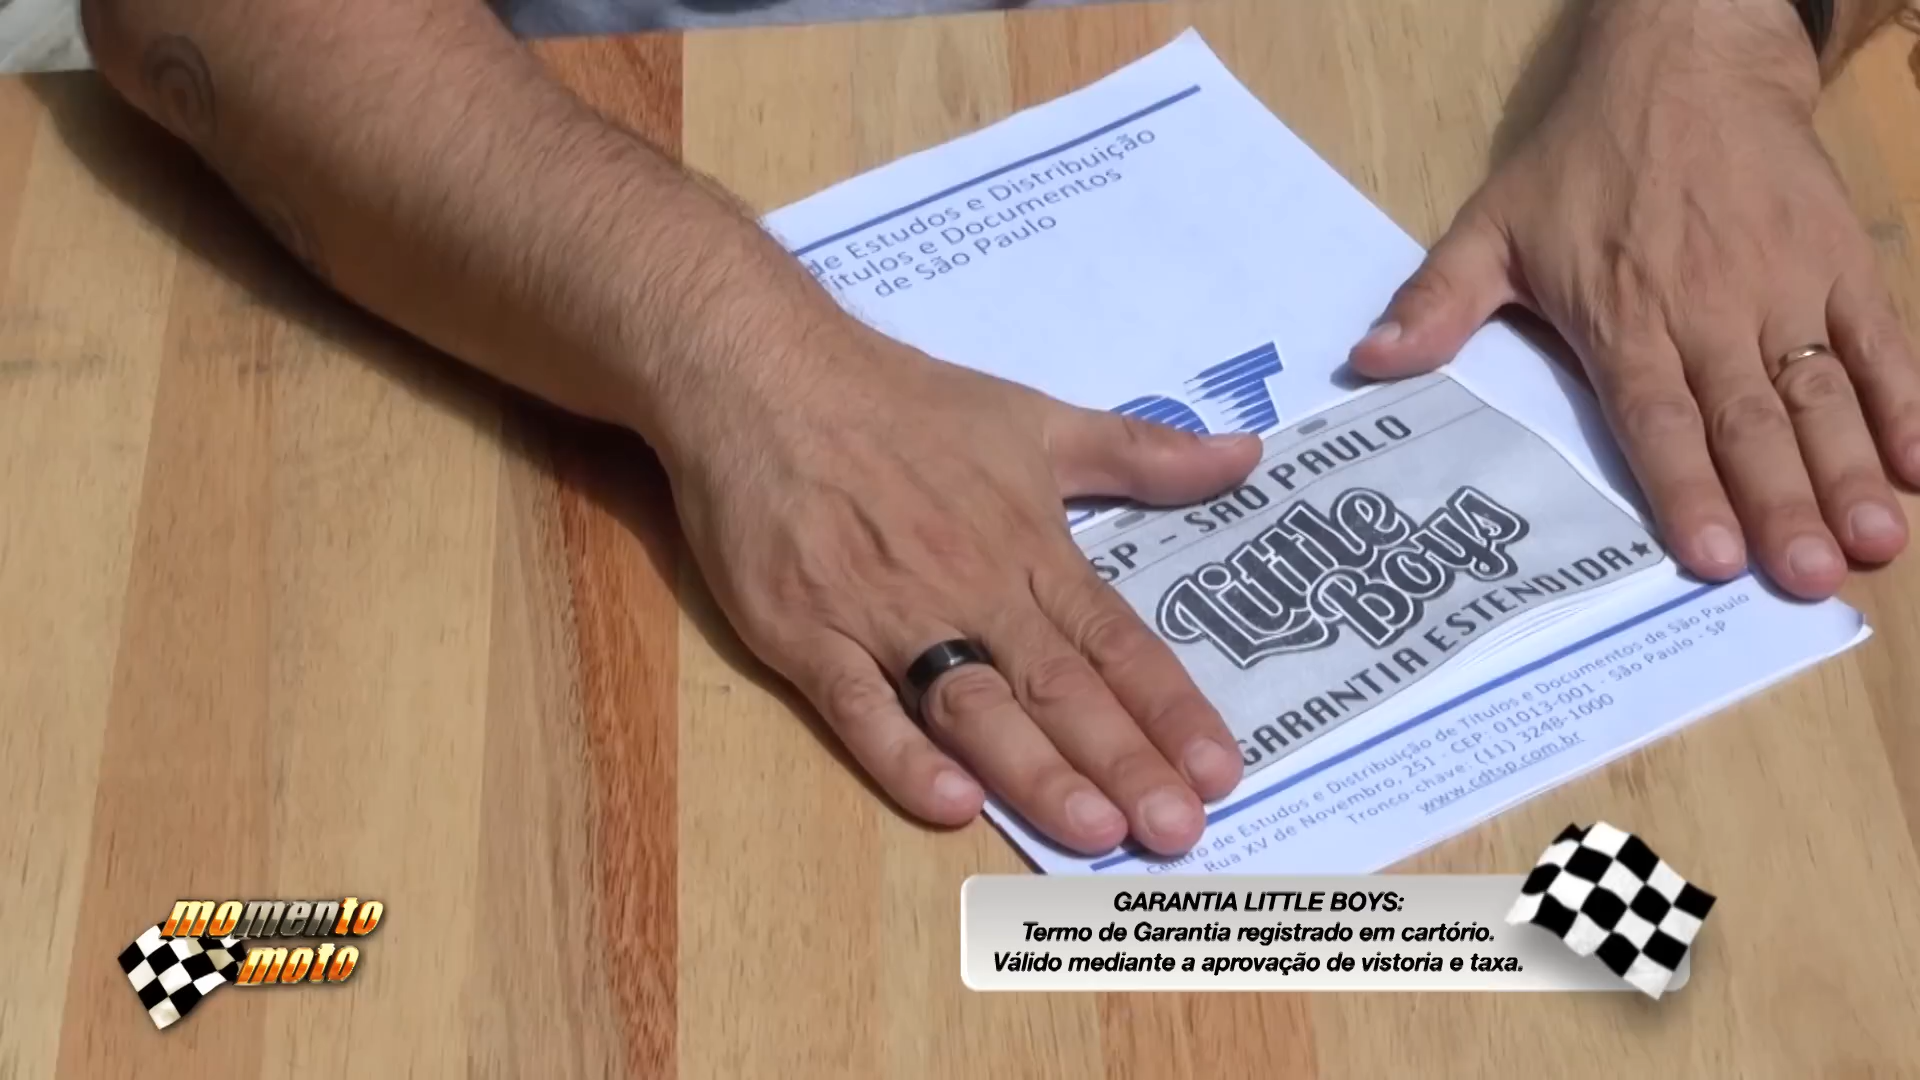 de Estudos e Distribuição
Títulos e Documentos
de São Paulo
SP - SÃO PAULO
Little
Boys
GARANTIA ESTENDIDA★
Centro de Estudos e Distribuição de Títulos e Documentos de São Paulo
Rua XV de Novembro, 251 - CEP: 01013-001 - São Paulo - SP
Tronco-chave: (11) 3248-1000
www.cdtsp.com.br
GARANTIA LITTLE BOYS:
Termo de Garantia registrado em cartório.
Válido mediante a aprovação de vistoria e taxa.
momento
moto